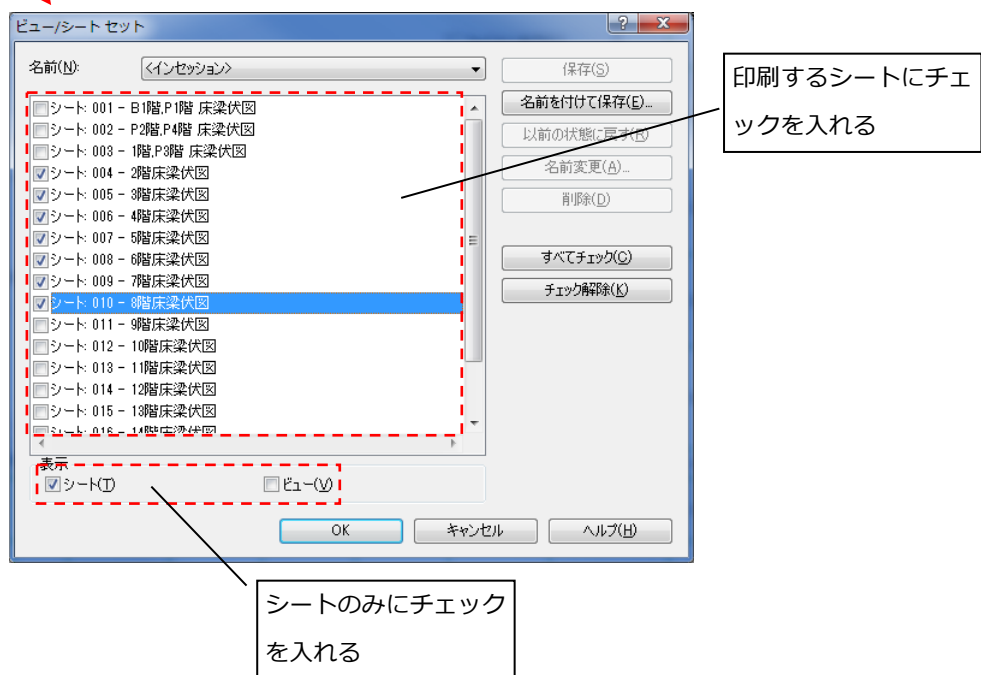 ビュー/シート セット
名前(N):
<インセッション>
保存(S)
名前を付けて保存(E)...
以前の状態に戻す(R)
名前変更(A)...
削除(D)
すべてチェック(C)
チェック解除(K)
シート: 001 - B1階,P1階 床梁伏図
シート: 002 - P2階,P4階 床梁伏図
シート: 003 - 1階,P3階 床梁伏図
シート: 004 - 2階床梁伏図
シート: 005 - 3階床梁伏図
シート: 006 - 4階床梁伏図
シート: 007 - 5階床梁伏図
シート: 008 - 6階床梁伏図
シート: 009 - 7階床梁伏図
シート: 010 - 8階床梁伏図
シート: 011 - 9階床梁伏図
シート: 012 - 10階床梁伏図
シート: 013 - 11階床梁伏図
シート: 014 - 12階床梁伏図
シート: 015 - 13階床梁伏図
シート: 016 - 14階床梁伏図
表示
シート(T)
ビュー(V)
OK
キャンセル
ヘルプ(H)
印刷するシートにチェ
ックを入れる
シートのみにチェック
を入れる